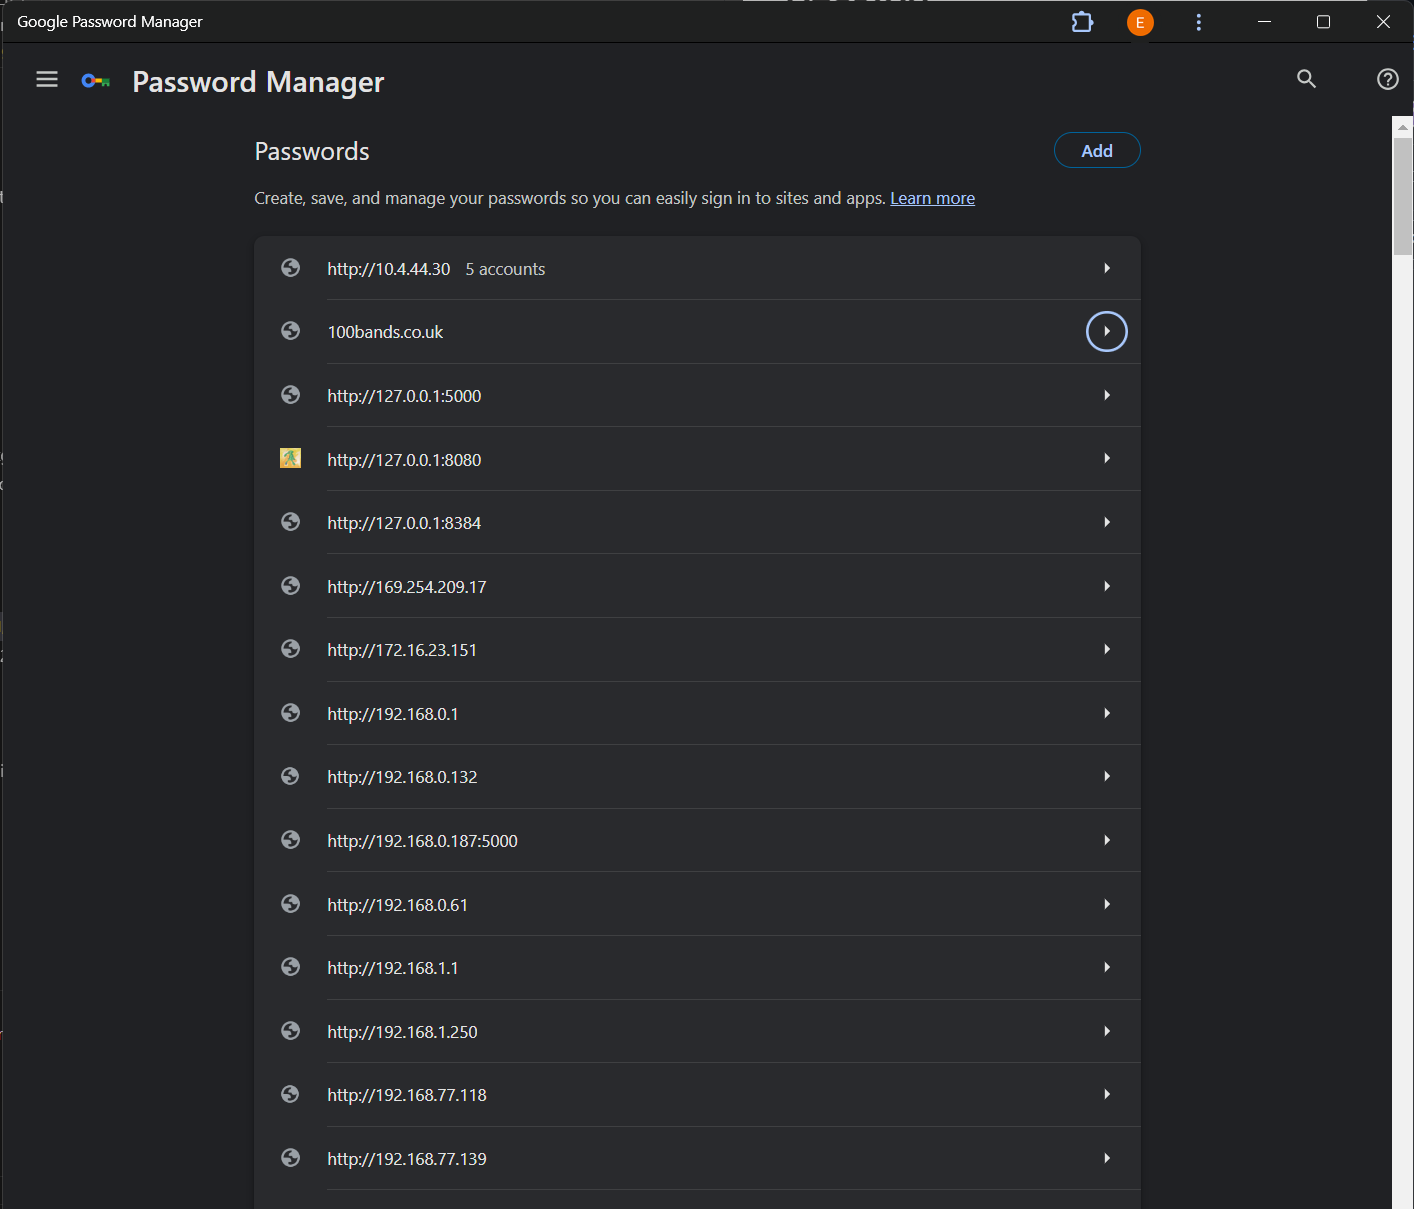 Google Password Manager
E
Password Manager
Passwords
Add
Create, save, and manage your passwords so you can easily sign in to sites and apps. Learn more
http://10.4.44.30 5 accounts
100bands.co.uk
http://127.0.0.1:5000
http://127.0.0.1:8080
http://127.0.0.1:8384
http://169.254.209.17
http://172.16.23.151
http://192.168.0.1
http://192.168.0.132
http://192.168.0.187:5000
http://192.168.0.61
http://192.168.1.1
http://192.168.1.250
http://192.168.77.118
http://192.168.77.139